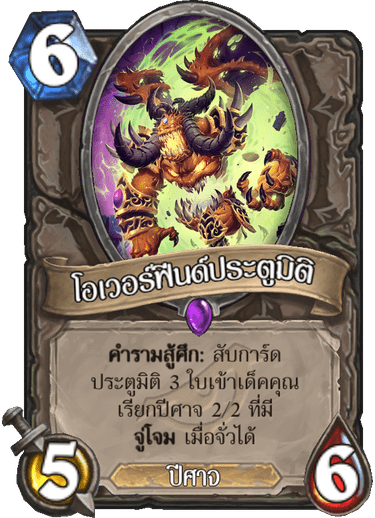 6
โอเวอร์ฟีนด์ประตูมิติ
คำรามสู้ศึก: สับการ์ด
ประตูมิติ 3 ใบเข้าเด็คคุณ
เรียกปีศาจ 2/2 ที่มี
จู่โจม เมื่อจั่วได้
5
ปีศาจ
6